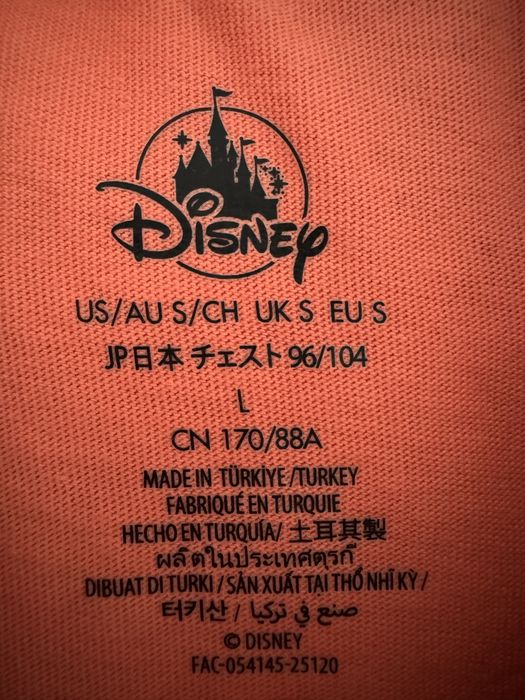 Disney
US/AU S/CH UK S EU S
JP日本 チェスト 96/104
L
CN 170/88A
MADE IN TÜRKİYE/TURKEY
FABRIQUÉ EN TURQUIE
HECHO EN TURQUÍA/ 土耳其製
ผลิตในประเทศตุรกี
DIBUAT DI TURKI / SẢN XUẤT TẠI THỔ NHĨ KỲ /
터키산 / صنع في تركيا
© DISNEY
FAC-054145-25120